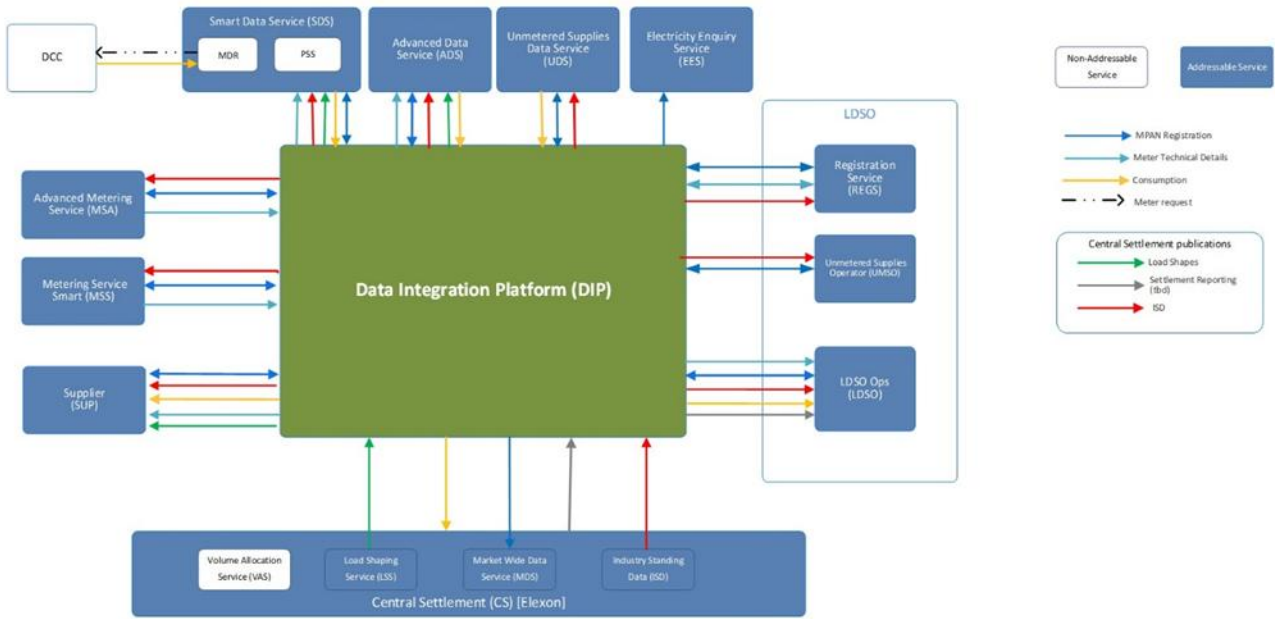 Smart Data Service (SDS)
MDR
PSS
DCC
Advanced Data
Service (ADS)
Unmetered Supplies
Data Service
(UDS)
Electricity Enquiry
Service
(EES)
Non-Addressable
Service
Addressable Service
MPAN Registration
Meter Technical Details
Consumption
Meter request
Central Settlement publications
Load Shapes
Settlement Reporting
(tbd)
ISD
LDSO
Registration
Service
(REGS)
Unmetered Supplies
Operator (UMSO)
LDSO Ops
(LDSO)
Advanced Metering
Service (MSA)
Metering Service
Smart (MSS)
Supplier
(SUP)
Data Integration Platform (DIP)
Volume Allocation
Service (VAS)
Load Shaping
Service (LSS)
Market Wide Data
Service (MDS)
Industry Standing
Data (ISD)
Central Settlement (CS) [Elexon]